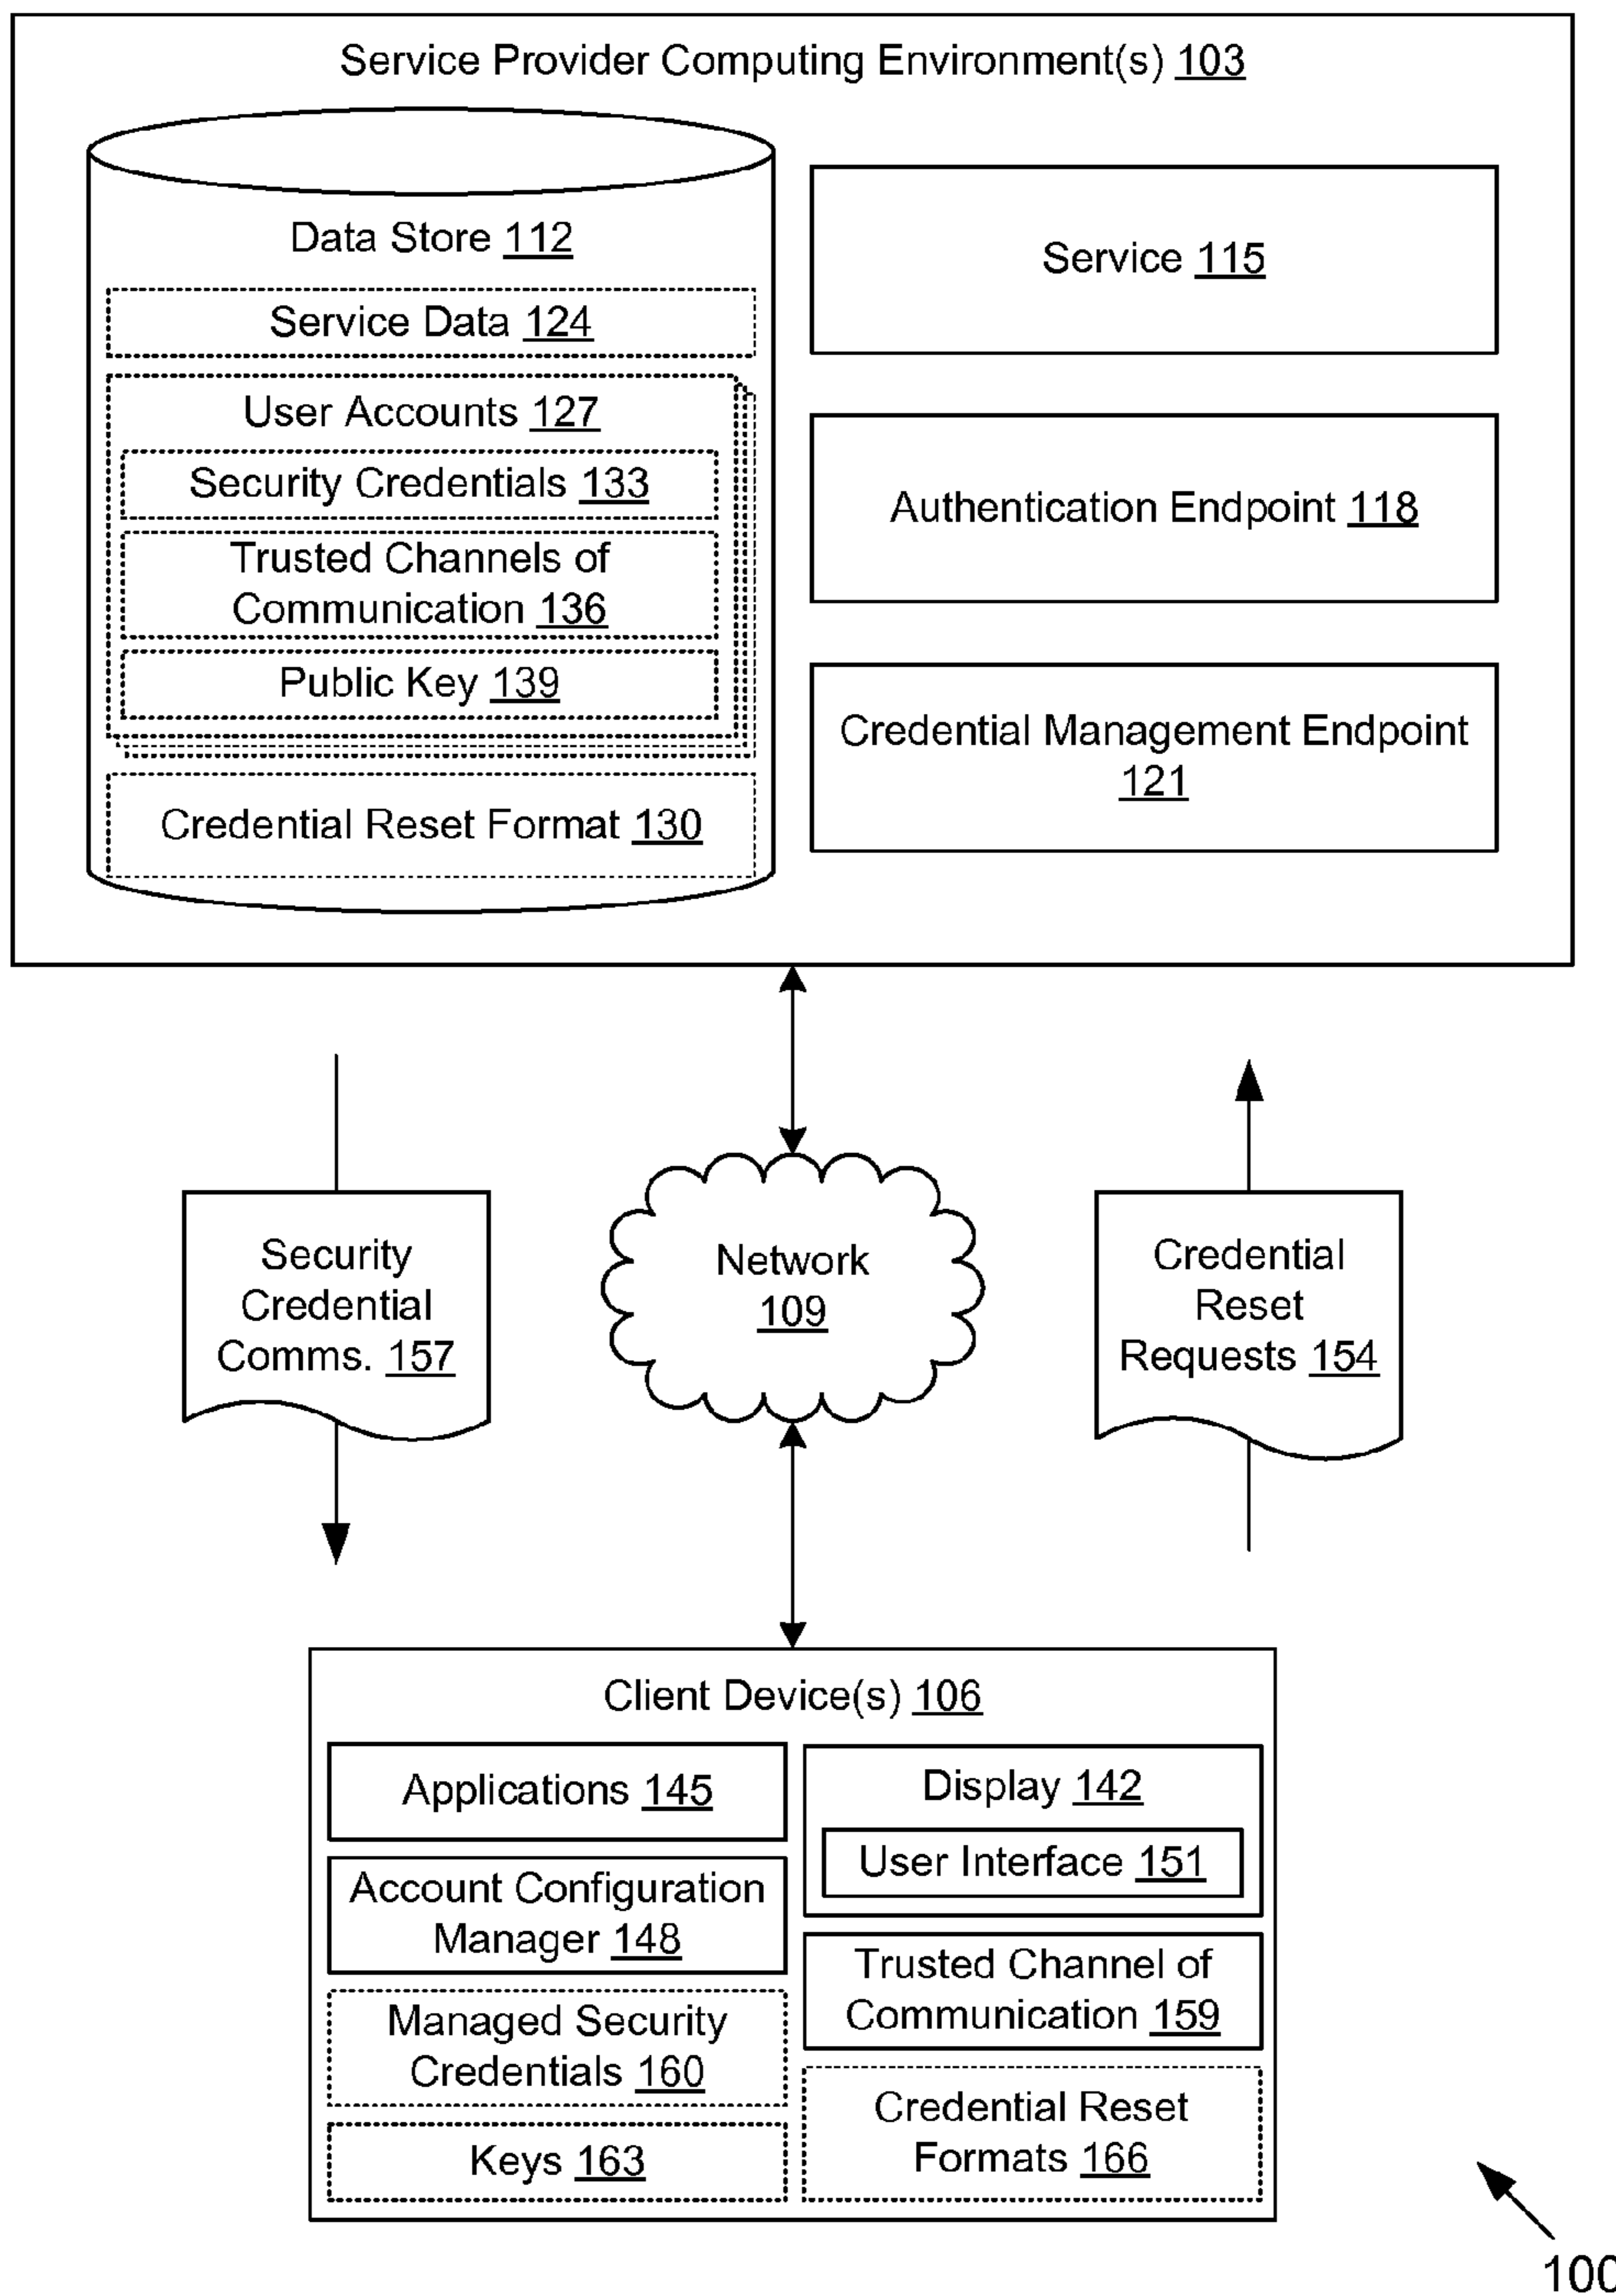 Service Provider Computing Environment(s) 103
Data Store 112
Service Data 124
User Accounts 127
Security Credentials 133
Trusted Channels of
Communication 136
Public Key 139
Credential Reset Format 130
Service 115
Authentication Endpoint 118
Credential Management Endpoint
121
Security
Credential
Comms. 157
Network
109
Credential
Reset
Requests 154
Client Device(s) 106
Applications 145
Account Configuration
Manager 148
Managed Security
Credentials 160
Keys 163
Display 142
User Interface 151
Trusted Channel of
Communication 159
Credential Reset
Formats 166
100